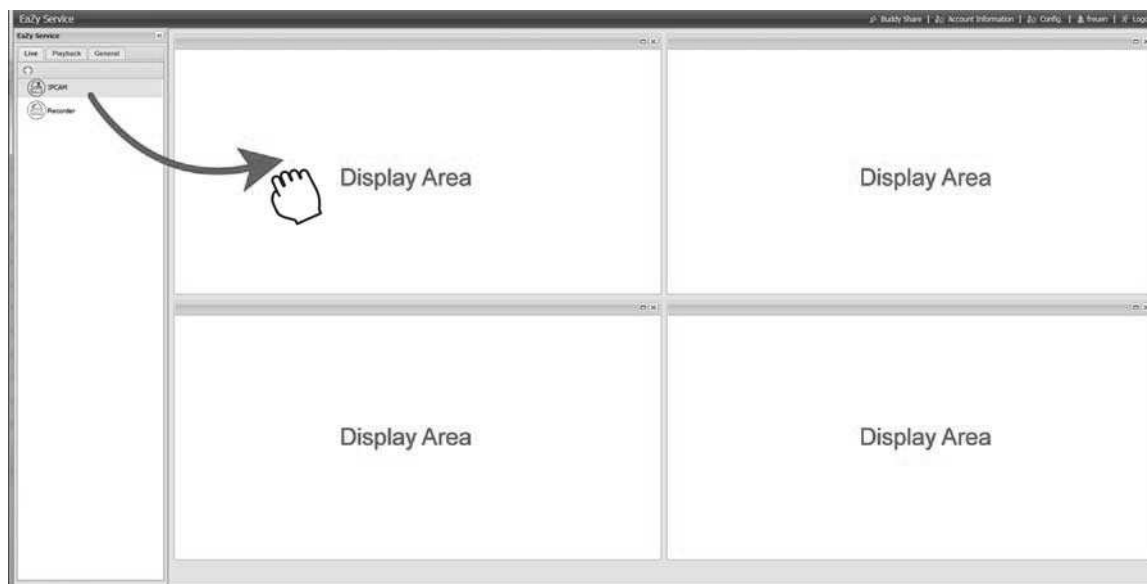 EaZy Service
Buddy Share | Account Information | Config. | freuen | Logo
EaZy Service
Live Playback General
IPCAM
Recorder
Display Area Display Area
Display Area Display Area